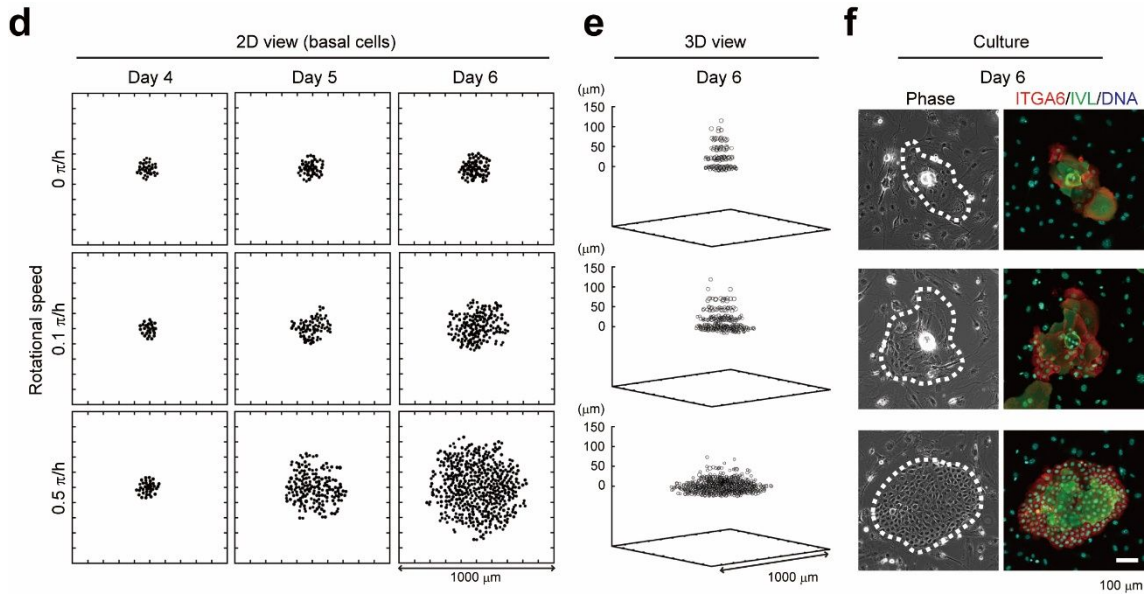 d
2D view (basal cells)
Day 4 Day 5 Day 6
Rotational speed
0 π/h
0.1 π/h
0.5 π/h
1000 μm
e
3D view
Day 6
(μm)
150
100
50
0
(μm)
150
100
50
0
(μm)
150
100
50
0
1000 μm
f
Culture
Day 6
Phase ITGA6/IVL/DNA
100 μm